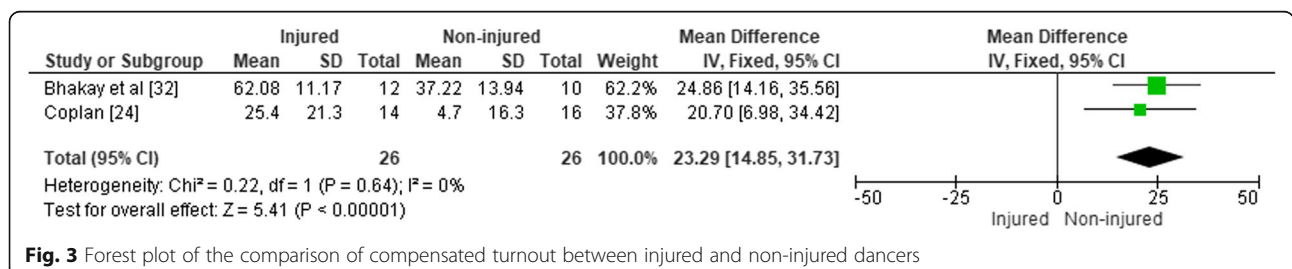 Injured Non-injured Mean Difference Mean Difference
Study or Subgroup Mean SD Total Mean SD Total Weight IV, Fixed, 95% CI IV, Fixed, 95% CI
Bhakay et al [32] 62.08 11.17 12 37.22 13.94 10 62.2% 24.86 [14.16, 35.56]
Coplan [24] 25.4 21.3 14 4.7 16.3 16 37.8% 20.70 [6.98, 34.42]
Total (95% CI) 26 26 100.0% 23.29 [14.85, 31.73]
Heterogeneity: Chi² = 0.22, df = 1 (P = 0.64); I² = 0%
Test for overall effect: Z = 5.41 (P < 0.00001)
-50 -25 0 25 50
Injured Non-injured
Fig. 3 Forest plot of the comparison of compensated turnout between injured and non-injured dancers